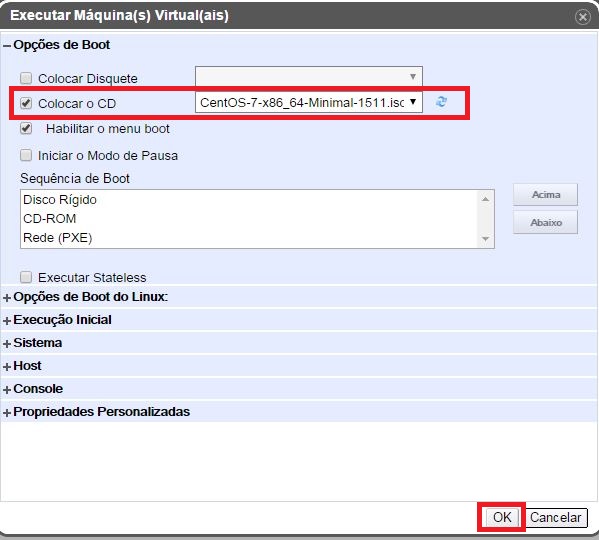 Executar Máquina(s) Virtual(ais)
Opções de Boot
Colocar Disquete
Colocar o CD CentOS-7-x86_64-Minimal-1511.iso
Habilitar o menu boot
Iniciar o Modo de Pausa
Sequência de Boot
Disco Rígido
CD-ROM
Rede (PXE)
Acima
Abaixo
Executar Stateless
Opções de Boot do Linux:
Execução Inicial
Sistema
Host
Console
Propriedades Personalizadas
OK Cancelar